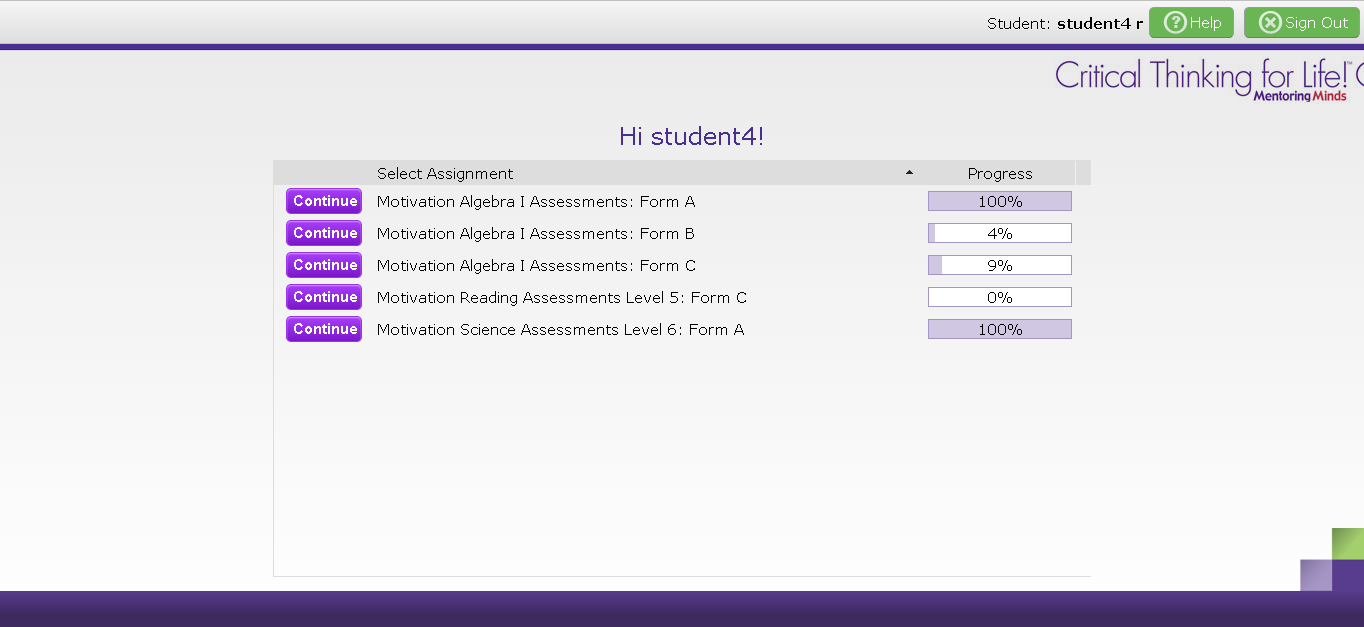 Student: student4 r Help Sign Out
Critical Thinking for Life!™
Mentoring Minds
Hi student4!
Select Assignment Progress
Continue Motivation Algebra I Assessments: Form A 100%
Continue Motivation Algebra I Assessments: Form B 4%
Continue Motivation Algebra I Assessments: Form C 9%
Continue Motivation Reading Assessments Level 5: Form C 0%
Continue Motivation Science Assessments Level 6: Form A 100%